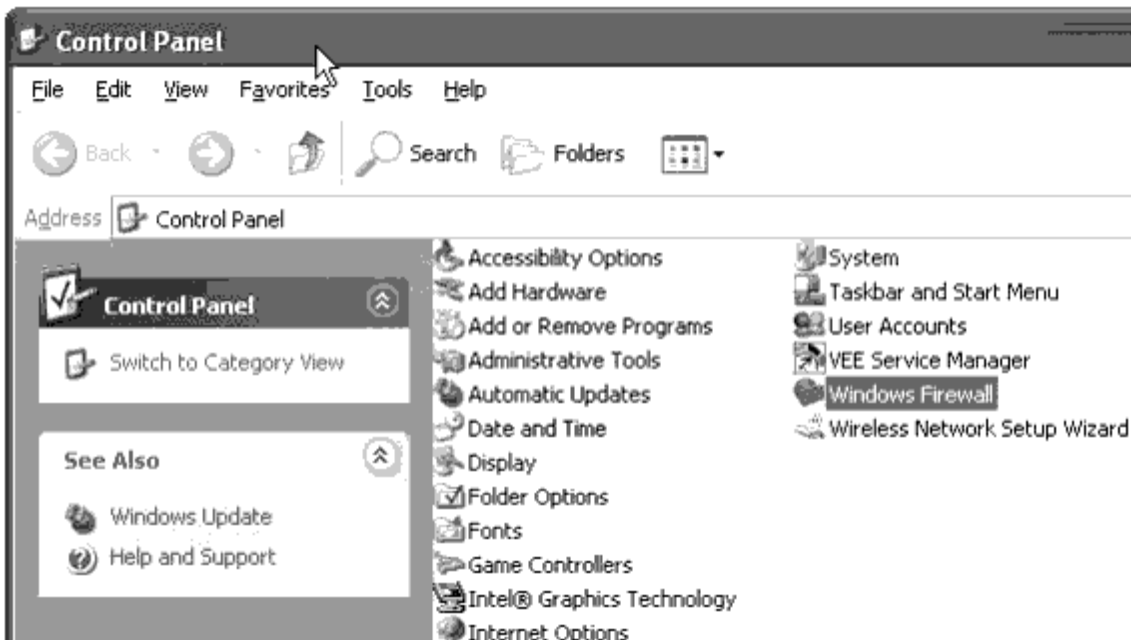 Control Panel
File Edit View Favorites Tools Help
Back Search Folders
Address Control Panel
Control Panel
Switch to Category View
See Also
Windows Update
Help and Support
Accessibility Options
Add Hardware
Add or Remove Programs
Administrative Tools
Automatic Updates
Date and Time
Display
Folder Options
Fonts
Game Controllers
Intel® Graphics Technology
Internet Options
System
Taskbar and Start Menu
User Accounts
VEE Service Manager
Windows Firewall
Wireless Network Setup Wizard